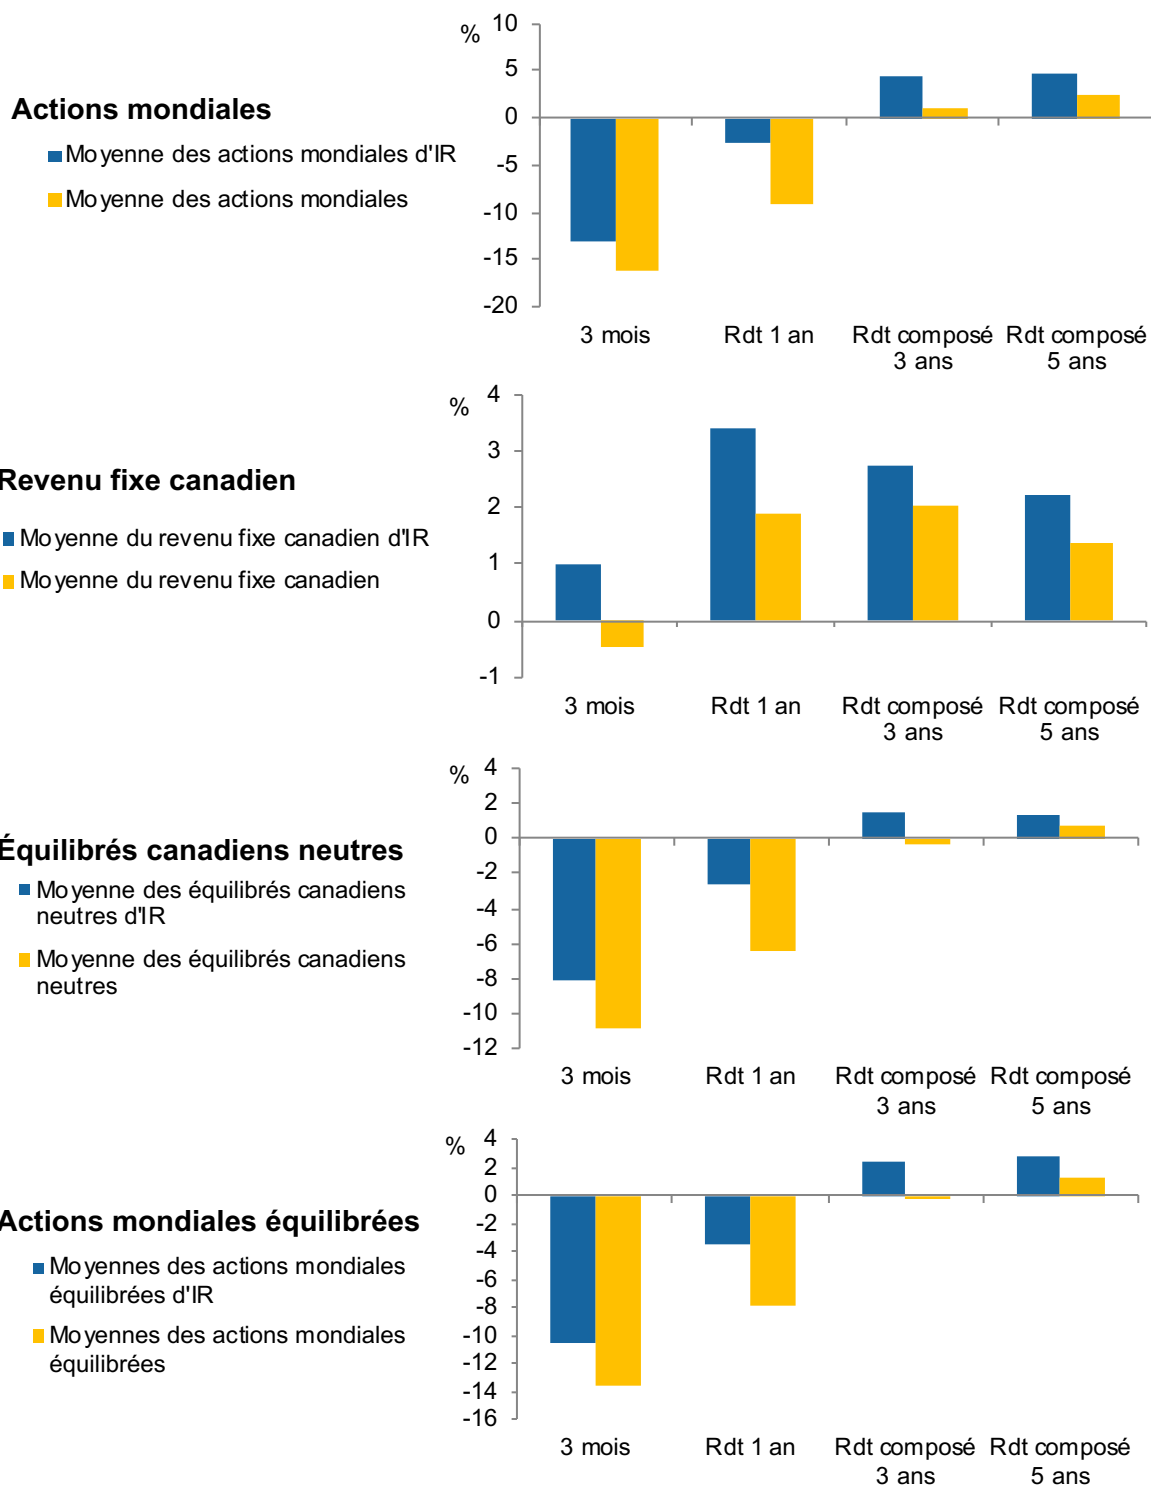 Actions mondiales
Moyenne des actions mondiales d'IR
Moyenne des actions mondiales
%
10
5
0
-5
-10
-15
-20
3 mois
Rdt 1 an
Rdt composé
3 ans
Rdt composé
5 ans
Revenu fixe canadien
Moyenne du revenu fixe canadien d'IR
Moyenne du revenu fixe canadien
%
4
3
2
1
0
-1
3 mois
Rdt 1 an
Rdt composé
3 ans
Rdt composé
5 ans
Équilibrés canadiens neutres
Moyenne des équilibrés canadiens
neutres d'IR
Moyenne des équilibrés canadiens
neutres
%
4
2
0
-2
-4
-6
-8
-10
-12
3 mois
Rdt 1 an
Rdt composé
3 ans
Rdt composé
5 ans
Actions mondiales équilibrées
Moyennes des actions mondiales
équilibrées d'IR
Moyennes des actions mondiales
équilibrées
%
4
2
0
-2
-4
-6
-8
-10
-12
-14
-16
3 mois
Rdt 1 an
Rdt composé
3 ans
Rdt composé
5 ans